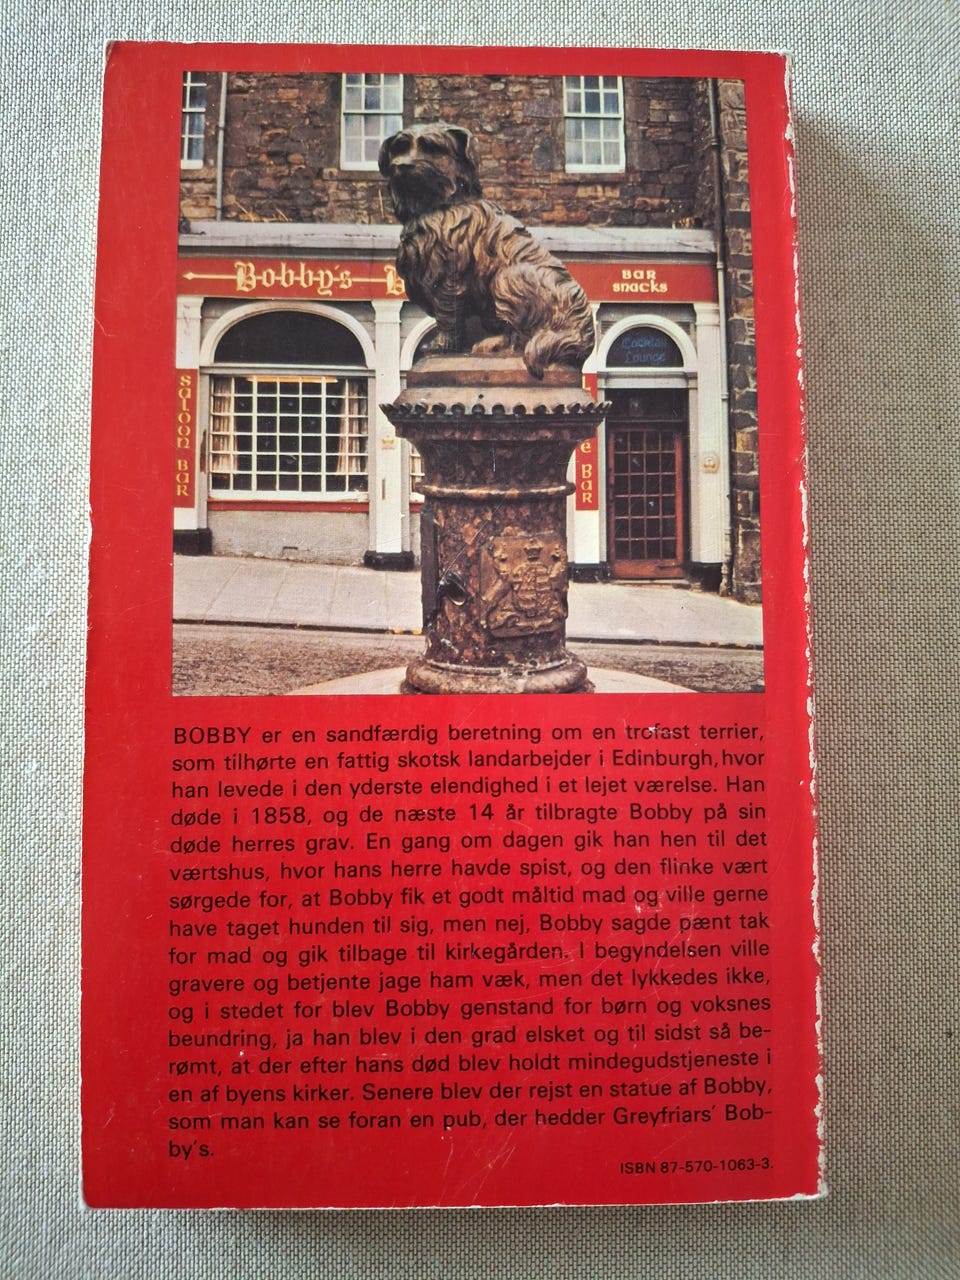 Bobby's B
BAR
snacks
Cocktail
Lounge
SALOON BAR
L
e BAR
BOBBY er en sandfærdig beretning om en trofast terrier,
som tilhørte en fattig skotsk landarbejder i Edinburgh, hvor
han levede i den yderste elendighed i et lejet værelse. Han
døde i 1858, og de næste 14 år tilbragte Bobby på sin
døde herres grav. En gang om dagen gik han hen til det
værtshus, hvor hans herre havde spist, og den flinke vært
sørgede for, at Bobby fik et godt måltid mad og ville gerne
have taget hunden til sig, men nej, Bobby sagde pænt tak
for mad og gik tilbage til kirkegården. I begyndelsen ville
gravere og betjente jage ham væk, men det lykkedes ikke,
og i stedet for blev Bobby genstand for børn og voksnes
beundring, ja han blev i den grad elsket og til sidst så be-
rømt, at der efter hans død blev holdt mindegudstjeneste i
en af byens kirker. Senere blev der rejst en statue af Bobby,
som man kan se foran en pub, der hedder Greyfriars' Bob-
by's.
ISBN 87-570-1063-3.